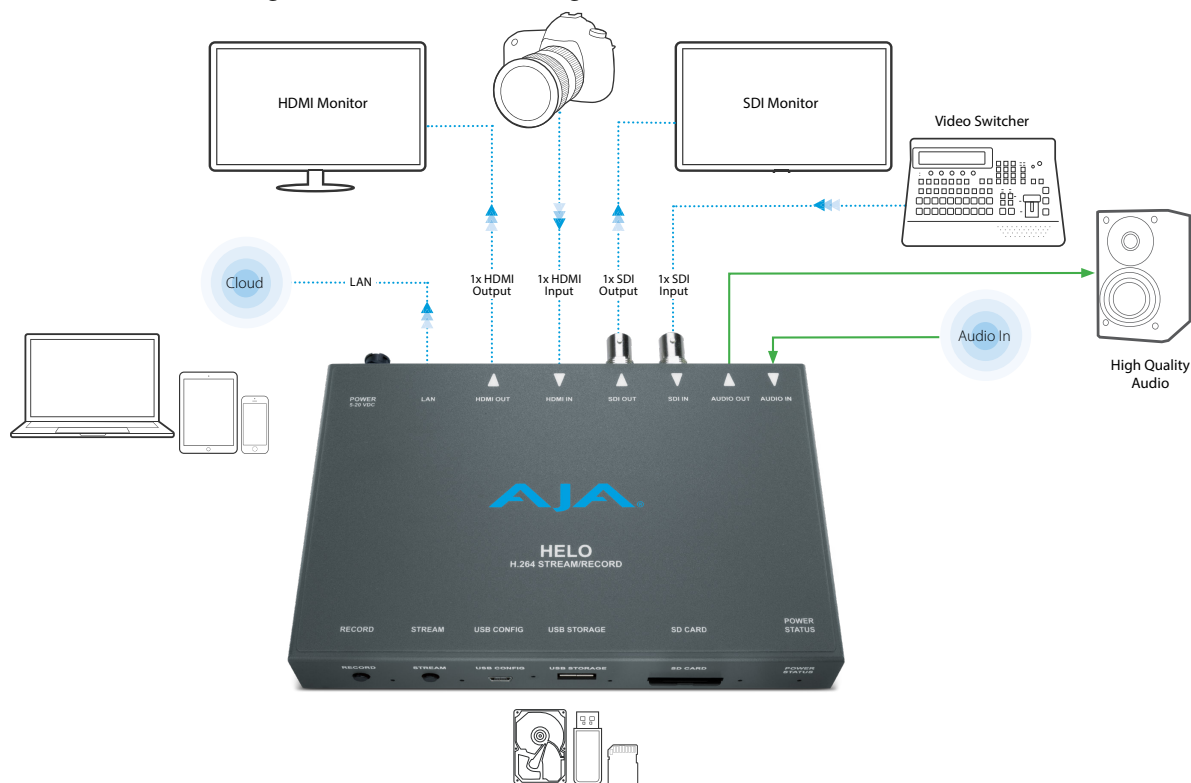 HDMI Monitor
SDI Monitor
Video Switcher
Cloud
LAN
1x HDMI
Output
1x HDMI
Input
1x SDI
Output
1x SDI
Input
Audio In
High Quality
Audio
POWER
5-20 VDC
LAN
HDMI OUT
HDMI IN
SDI OUT
SDI IN
AUDIO OUT
AUDIO IN
AJA®
HELO
H.264 STREAM/RECORD
RECORD
STREAM
USB CONFIG
USB STORAGE
SD CARD
POWER
STATUS
RECORD
STREAM
USB CONFIG
USB STORAGE
SD CARD
POWER
STATUS